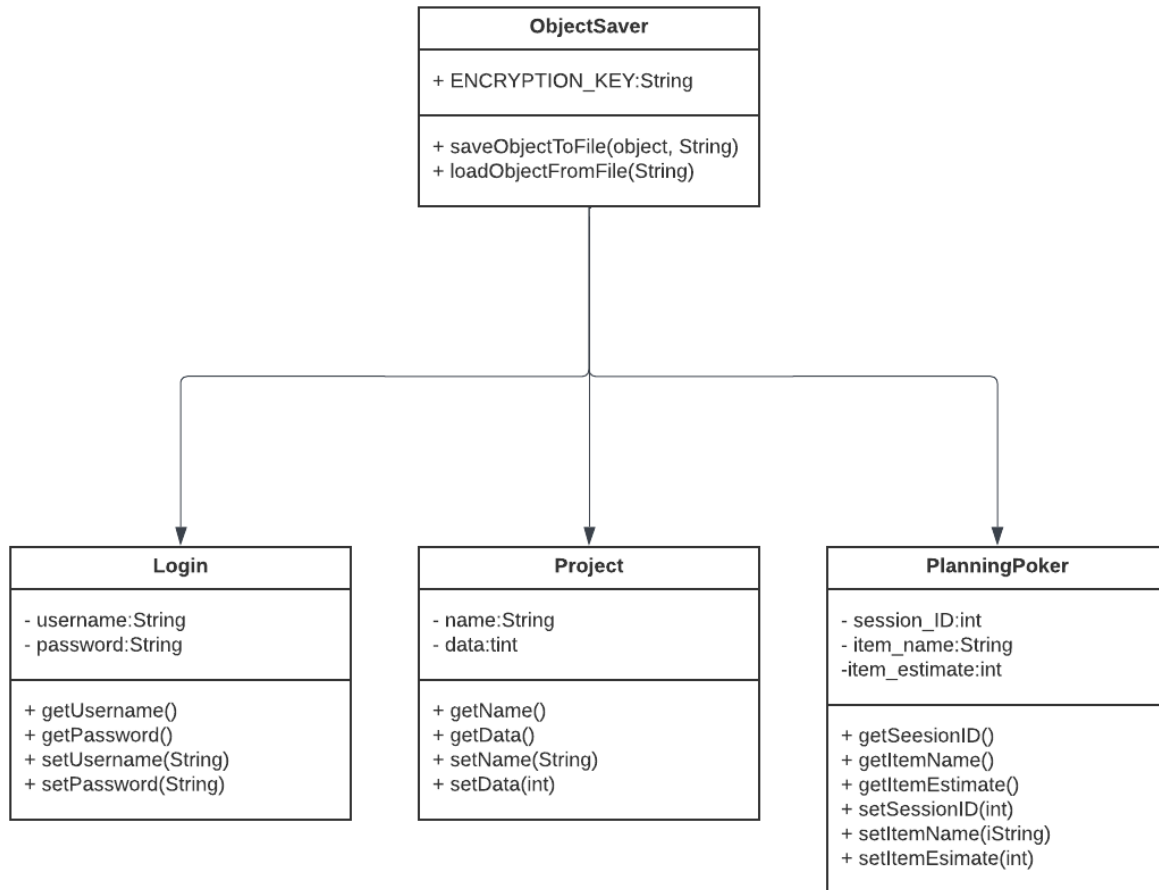 ObjectSaver
+ ENCRYPTION_KEY:String
+ saveObjectToFile(object, String)
+ loadObjectFromFile(String)
Login
- username:String
- password:String
+ getUsername()
+ getPassword()
+ setUsername(String)
+ setPassword(String)
Project
- name:String
- data:tint
+ getName()
+ getData()
+ setName(String)
+ setData(int)
PlanningPoker
- session_ID:int
- item_name:String
-item_estimate:int
+ getSeesionID()
+ getItemName()
+ getItemEstimate()
+ setSessionID(int)
+ setItemName(iString)
+ setItemEsimate(int)